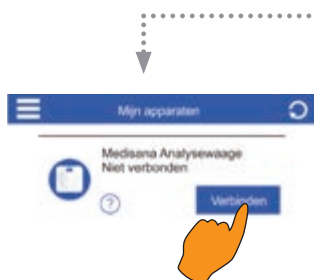 Mijn apparaten
Medisana Analysewaage
Niet verbonden
?
Verbinden